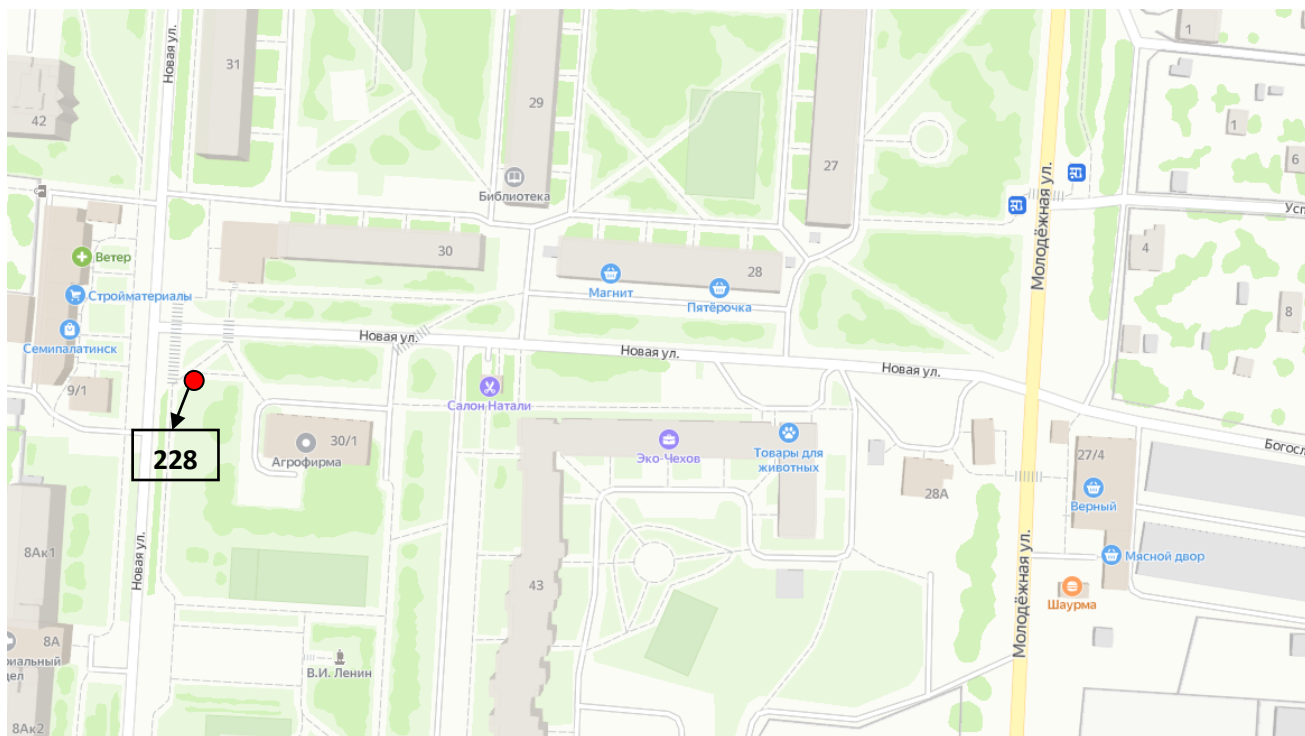 1
Новая ул.
31
29
42
1
27
6
Библиотека
Молодёжная ул.
Усп
Ветер
30
4
28
Стройматериалы
Магнит
Пятёрочка
8
Семипалатинск
Новая ул.
Новая ул.
Новая ул.
9/1
Салон Натали
30/1
Агрофирма
228
Эко-Чехов
Товары для
животных
Богосл
27/4
28А
Верный
8Ак1
Новая ул.
Мясной двор
43
Молодёжная ул.
Шаурма
8А
риальный
дел
В.И. Ленин
8Ак2